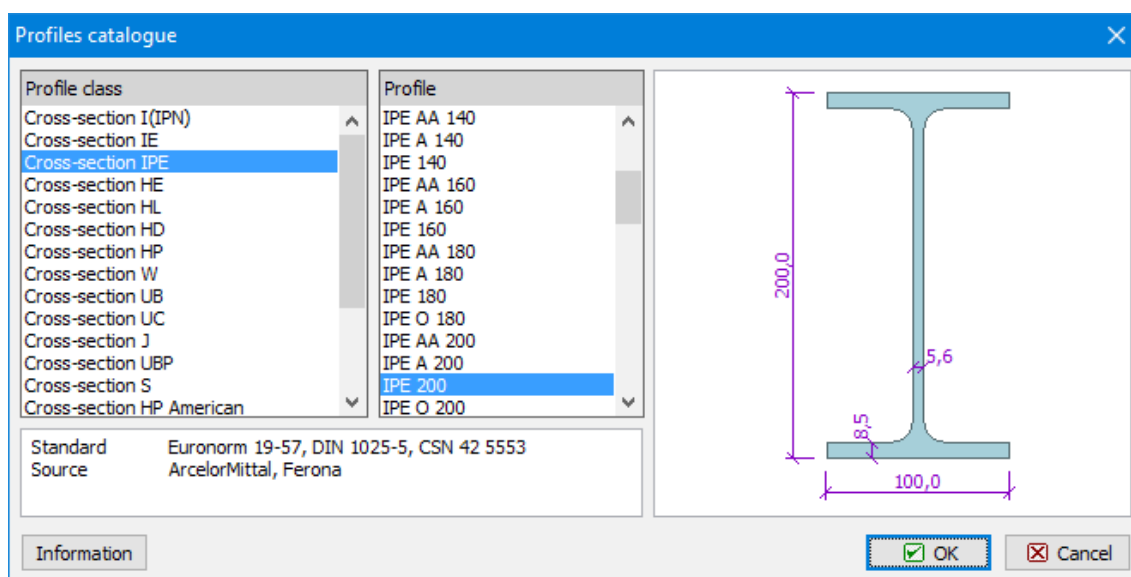 Profiles catalogue
Profile class
Cross-section I(IPN)
Cross-section IE
Cross-section IPE
Cross-section HE
Cross-section HL
Cross-section HD
Cross-section HP
Cross-section W
Cross-section UB
Cross-section UC
Cross-section J
Cross-section UBP
Cross-section S
Cross-section HP American
Profile
IPE AA 140
IPE A 140
IPE 140
IPE AA 160
IPE A 160
IPE 160
IPE AA 180
IPE A 180
IPE 180
IPE O 180
IPE AA 200
IPE A 200
IPE 200
IPE O 200
200,0
5,6
8,5
100,0
Standard Euronorm 19-57, DIN 1025-5, CSN 42 5553
Source ArcelorMittal, Ferona
Information
OK
Cancel